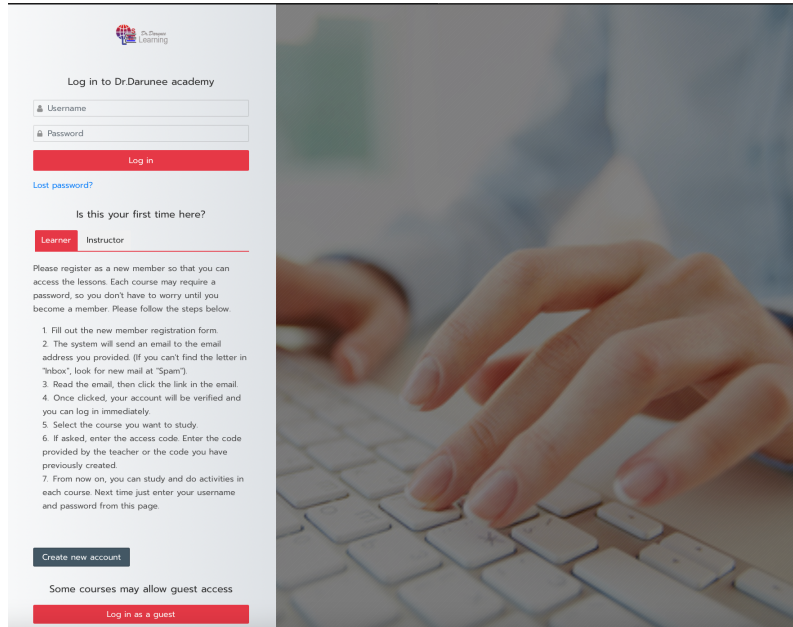 Dr.Darunee
Learning
Log in to Dr.Darunee academy
Username
Password
Log in
Lost password?
Is this your first time here?
Learner Instructor
Please register as a new member so that you can
access the lessons. Each course may require a
password, so you don't have to worry until you
become a member. Please follow the steps below.
1. Fill out the new member registration form.
2. The system will send an email to the email
address you provided. (If you can't find the letter in
"Inbox", look for new mail at "Spam").
3. Read the email, then click the link in the email.
4. Once clicked, your account will be verified and
you can log in immediately.
5. Select the course you want to study.
6. If asked, enter the access code. Enter the code
provided by the teacher or the code you have
previously created.
7. From now on, you can study and do activities in
each course. Next time just enter your username
and password from this page.
Create new account
Some courses may allow guest access
Log in as a guest